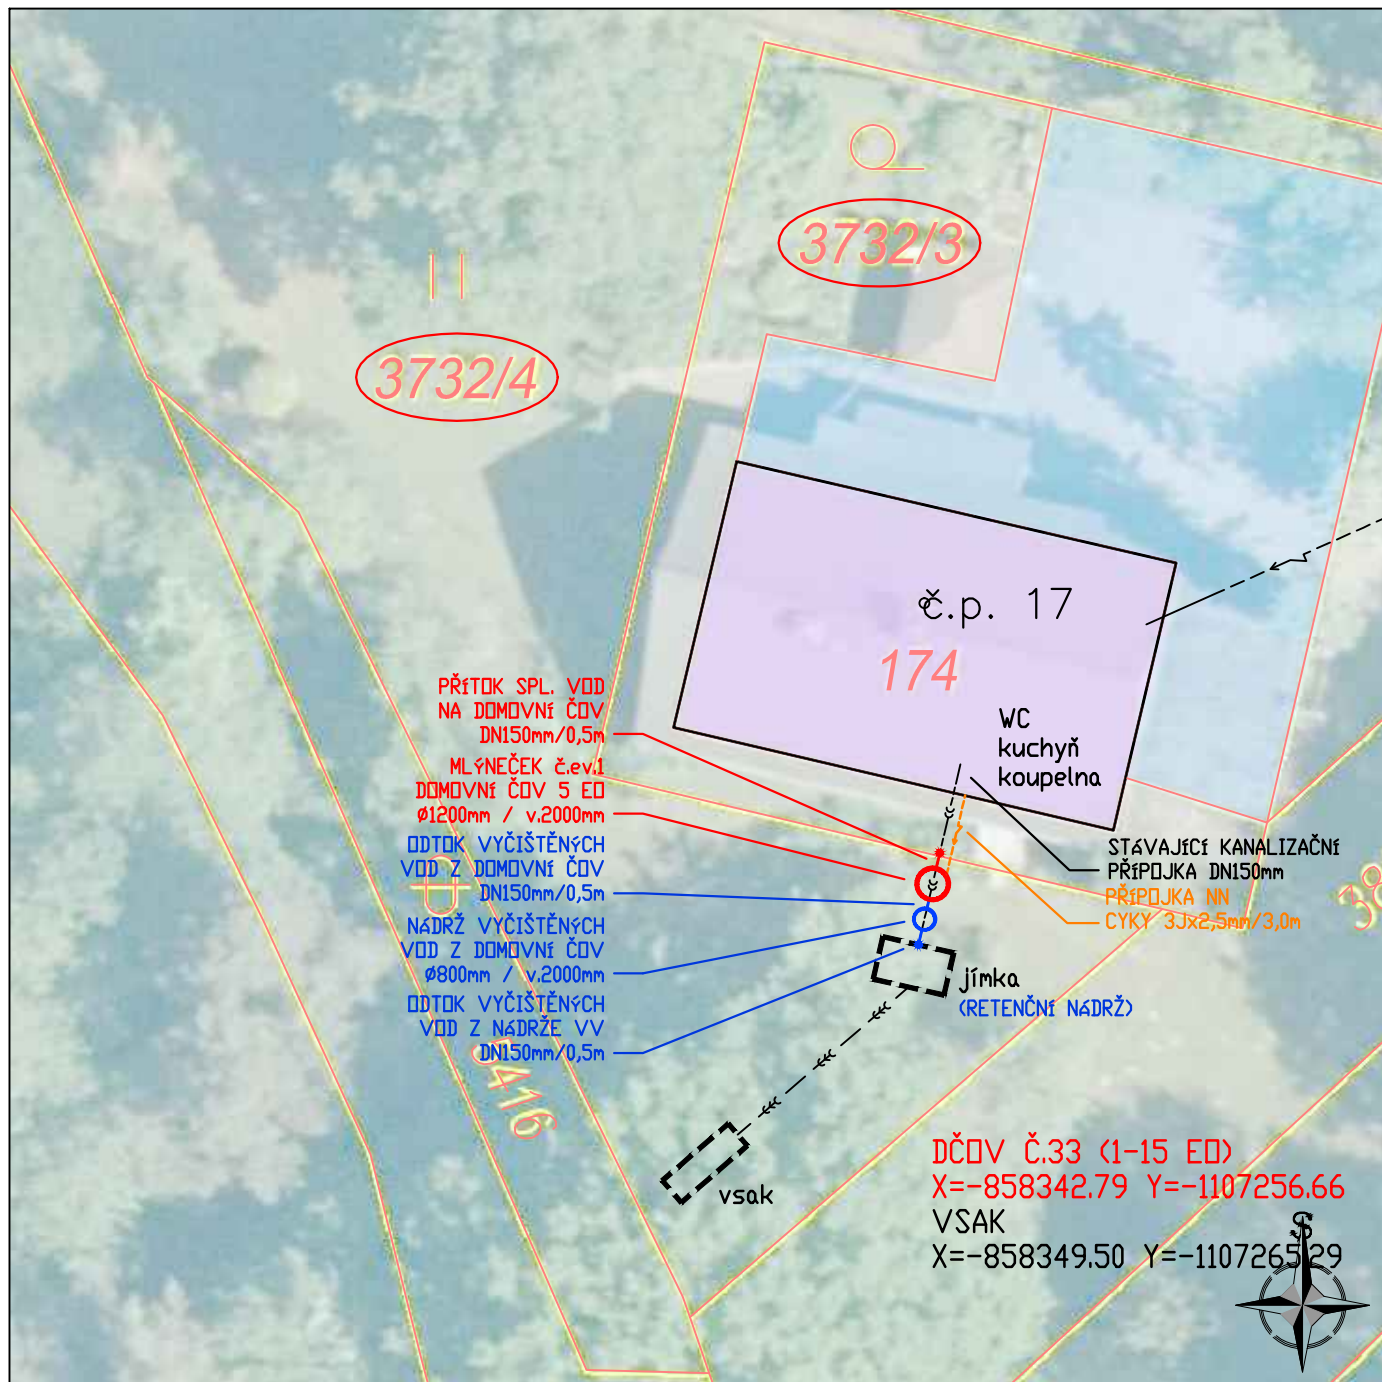 3732/3
3732/4
č.p. 17
174
WC
kuchyň
koupelna
PŘÍTOK SPL. VOD
NA DOMOVNÍ ČOV
DN150mm/0,5m
MLÝNEČEK č.ev.1
DOMOVNÍ ČOV 5 EO
Ø1200mm / v.2000mm
ODTOK VYČIŠTĚNÝCH
VOD Z DOMOVNÍ ČOV
DN150mm/0,5m
NÁDRŽ VYČIŠTĚNÝCH
VOD Z DOMOVNÍ ČOV
Ø800mm / v.2000mm
ODTOK VYČIŠTĚNÝCH
VOD Z NÁDRŽE VV
DN150mm/0,5m
STÁVAJÍCÍ KANALIZAČNÍ
PŘÍPOJKA DN150mm
PŘÍPOJKA NN
CYKY 3Jx2,5mm/3,0m
38
jímka
(RETENČNÍ NÁDRŽ)
3416
vsak
DČOV Č.33 (1-15 EO)
X=-858342.79 Y=-1107256.66
VSAK
X=-858349.50 Y=-1107265.29
S